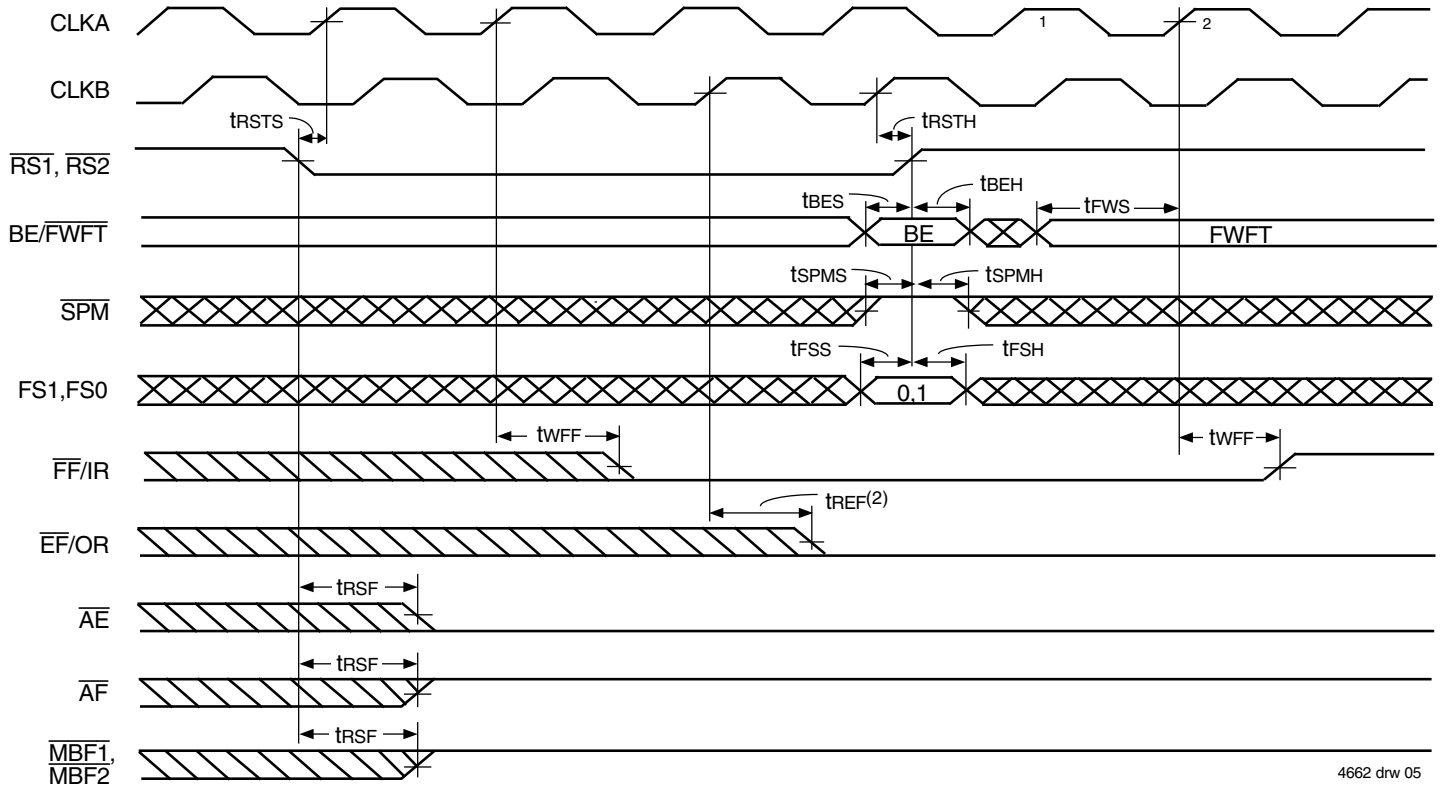 CLKA
1
2
CLKB
tRSTS
tRSTH
RS1, RS2
tBES
tBEH
tFWS
BE/FWFT
BE
FWFT
tSPMS
tSPMH
SPM
tFSS
tFSH
FS1,FS0
0,1
tWFF
tWFF
FF/IR
tREF(2)
EF/OR
tRSF
AE
tRSF
AF
tRSF
MBF1,
MBF2
4662 drw 05